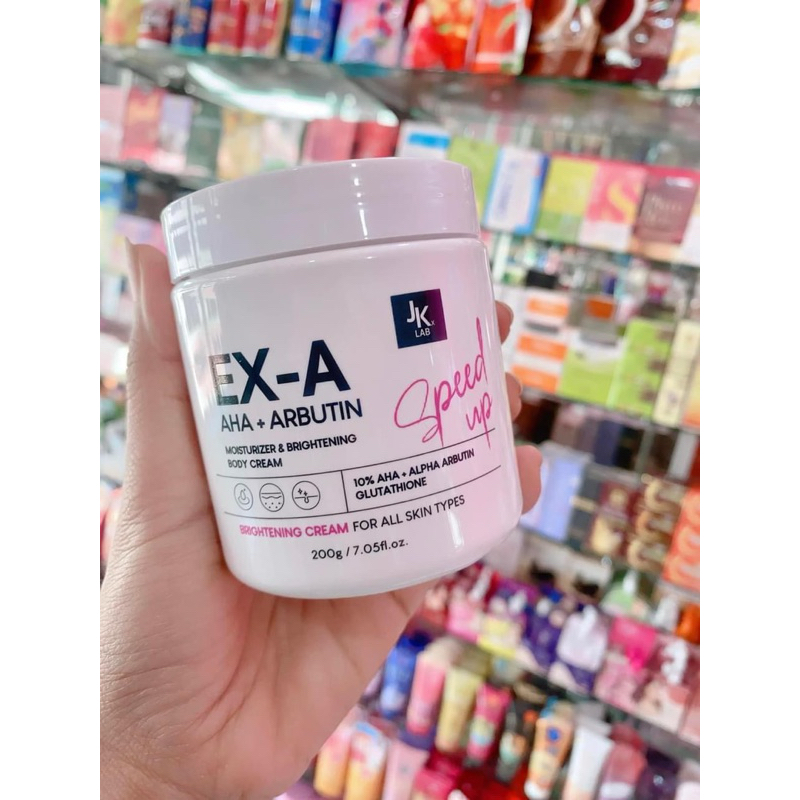 JKx
LAB
EX-A
AHA + ARBUTIN
Speed
up
MOISTURIZER & BRIGHTENING
BODY CREAM
10% AHA + ALPHA ARBUTIN
GLUTATHIONE
BRIGHTENING CREAM FOR ALL SKIN TYPES
200g / 7.05fl.oz.